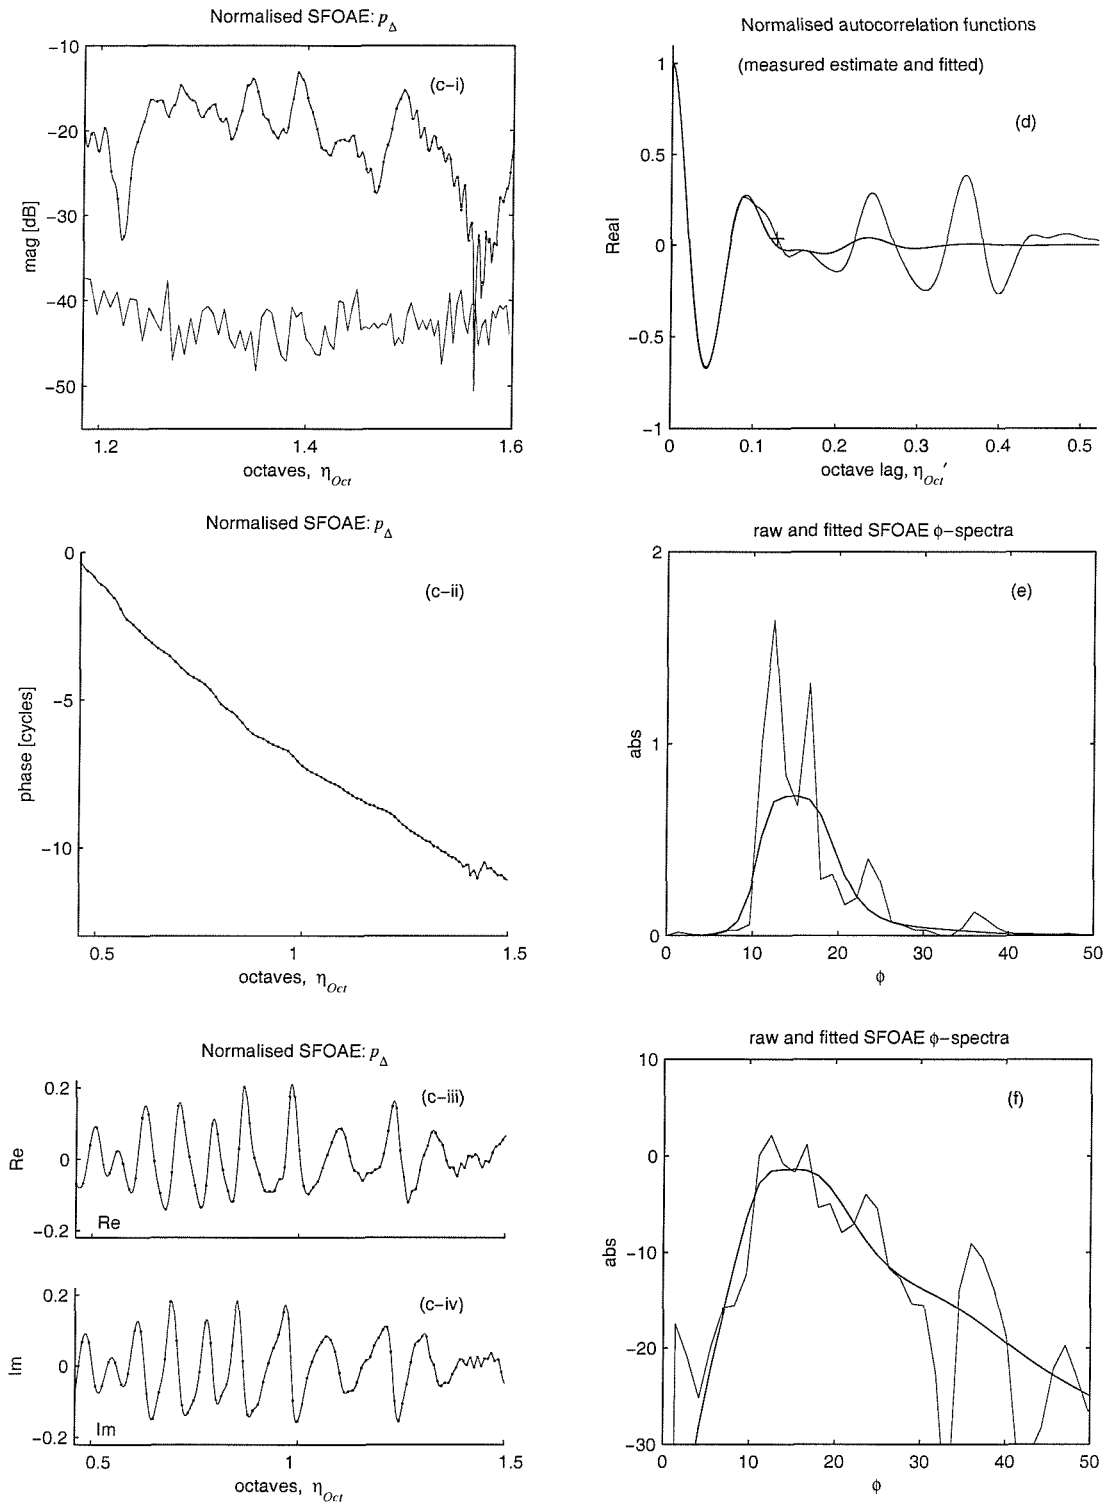 Normalised SFOAE: p_Δ
(c-i)
mag [dB]
-10
-20
-30
-40
-50
1.2
1.4
1.6
octaves, η_Oct
Normalised autocorrelation functions
(measured estimate and fitted)
(d)
Real
1
0.5
0
-0.5
-1
0
0.1
0.2
0.3
0.4
0.5
octave lag, η_Oct'
Normalised SFOAE: p_Δ
(c-ii)
phase [cycles]
0
-5
-10
0.5
1
1.5
octaves, η_Oct
raw and fitted SFOAE φ-spectra
(e)
abs
2
1
0
0
10
20
30
40
50
φ
Normalised SFOAE: p_Δ
(c-iii)
Re
0.2
0
-0.2
Re
(c-iv)
Im
0.2
0
-0.2
Im
0.5
1
1.5
octaves, η_Oct
raw and fitted SFOAE φ-spectra
(f)
abs
10
0
-10
-20
-30
0
10
20
30
40
50
φ